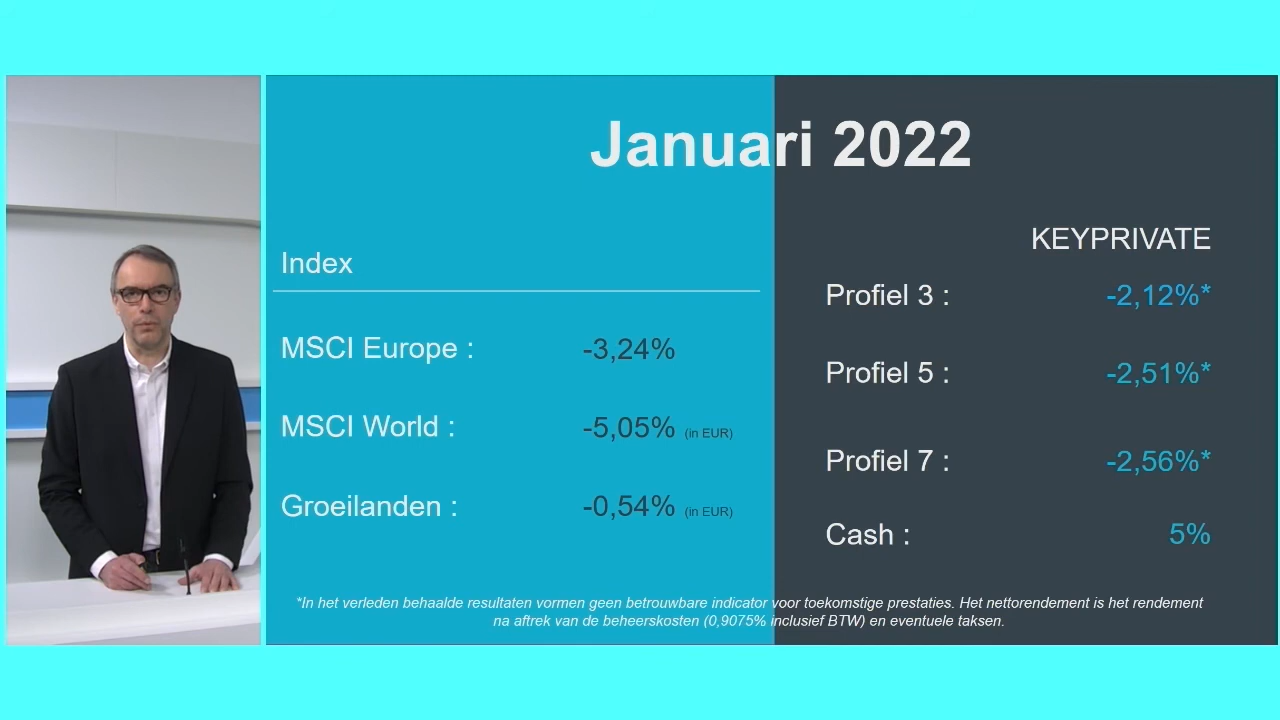 Januari 2022
Index
MSCI Europe : -3,24%
MSCI World : -5,05% (in EUR)
Groeilanden : -0,54% (in EUR)
KEYPRIVATE
Profiel 3 : -2,12%*
Profiel 5 : -2,51%*
Profiel 7 : -2,56%*
Cash : 5%
*In het verleden behaalde resultaten vormen geen betrouwbare indicator voor toekomstige prestaties. Het nettorendement is het rendement
na aftrek van de beheerskosten (0,9075% inclusief BTW) en eventuele taksen.